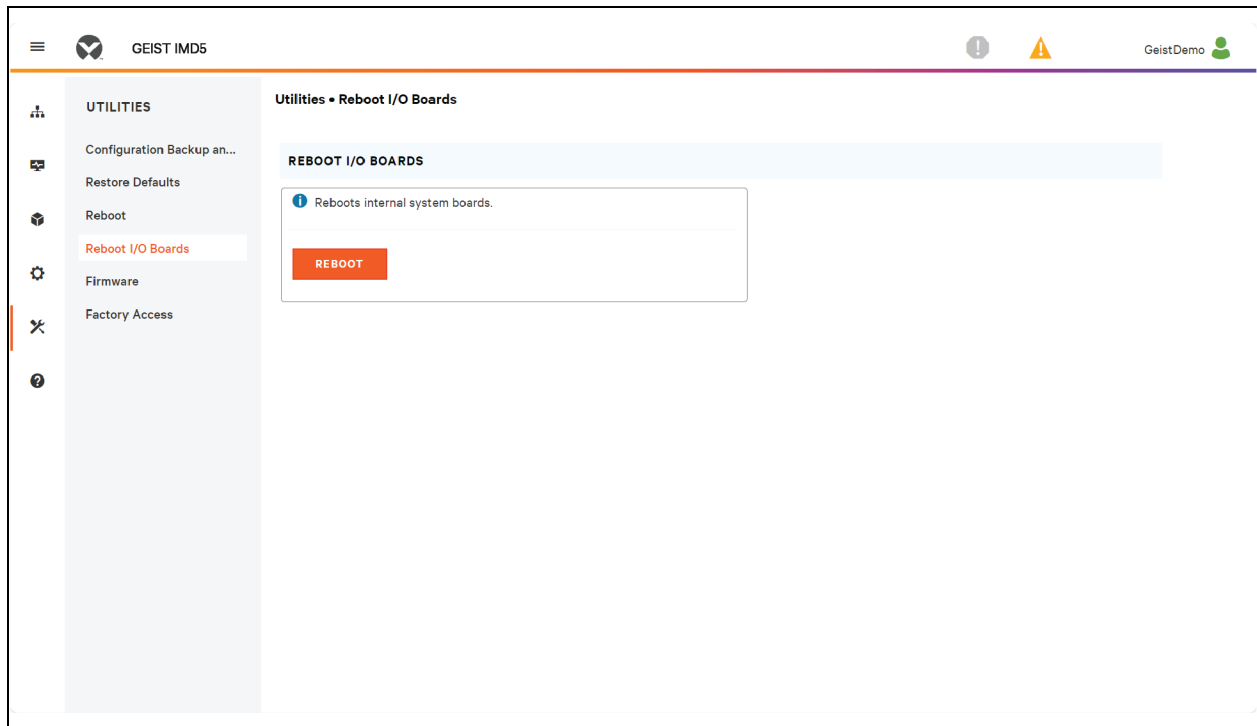 GEIST IMD5
GeistDemo
UTILITIES
Configuration Backup an...
Restore Defaults
Reboot
Reboot I/O Boards
Firmware
Factory Access
Utilities • Reboot I/O Boards
REBOOT I/O BOARDS
Reboots internal system boards.
REBOOT